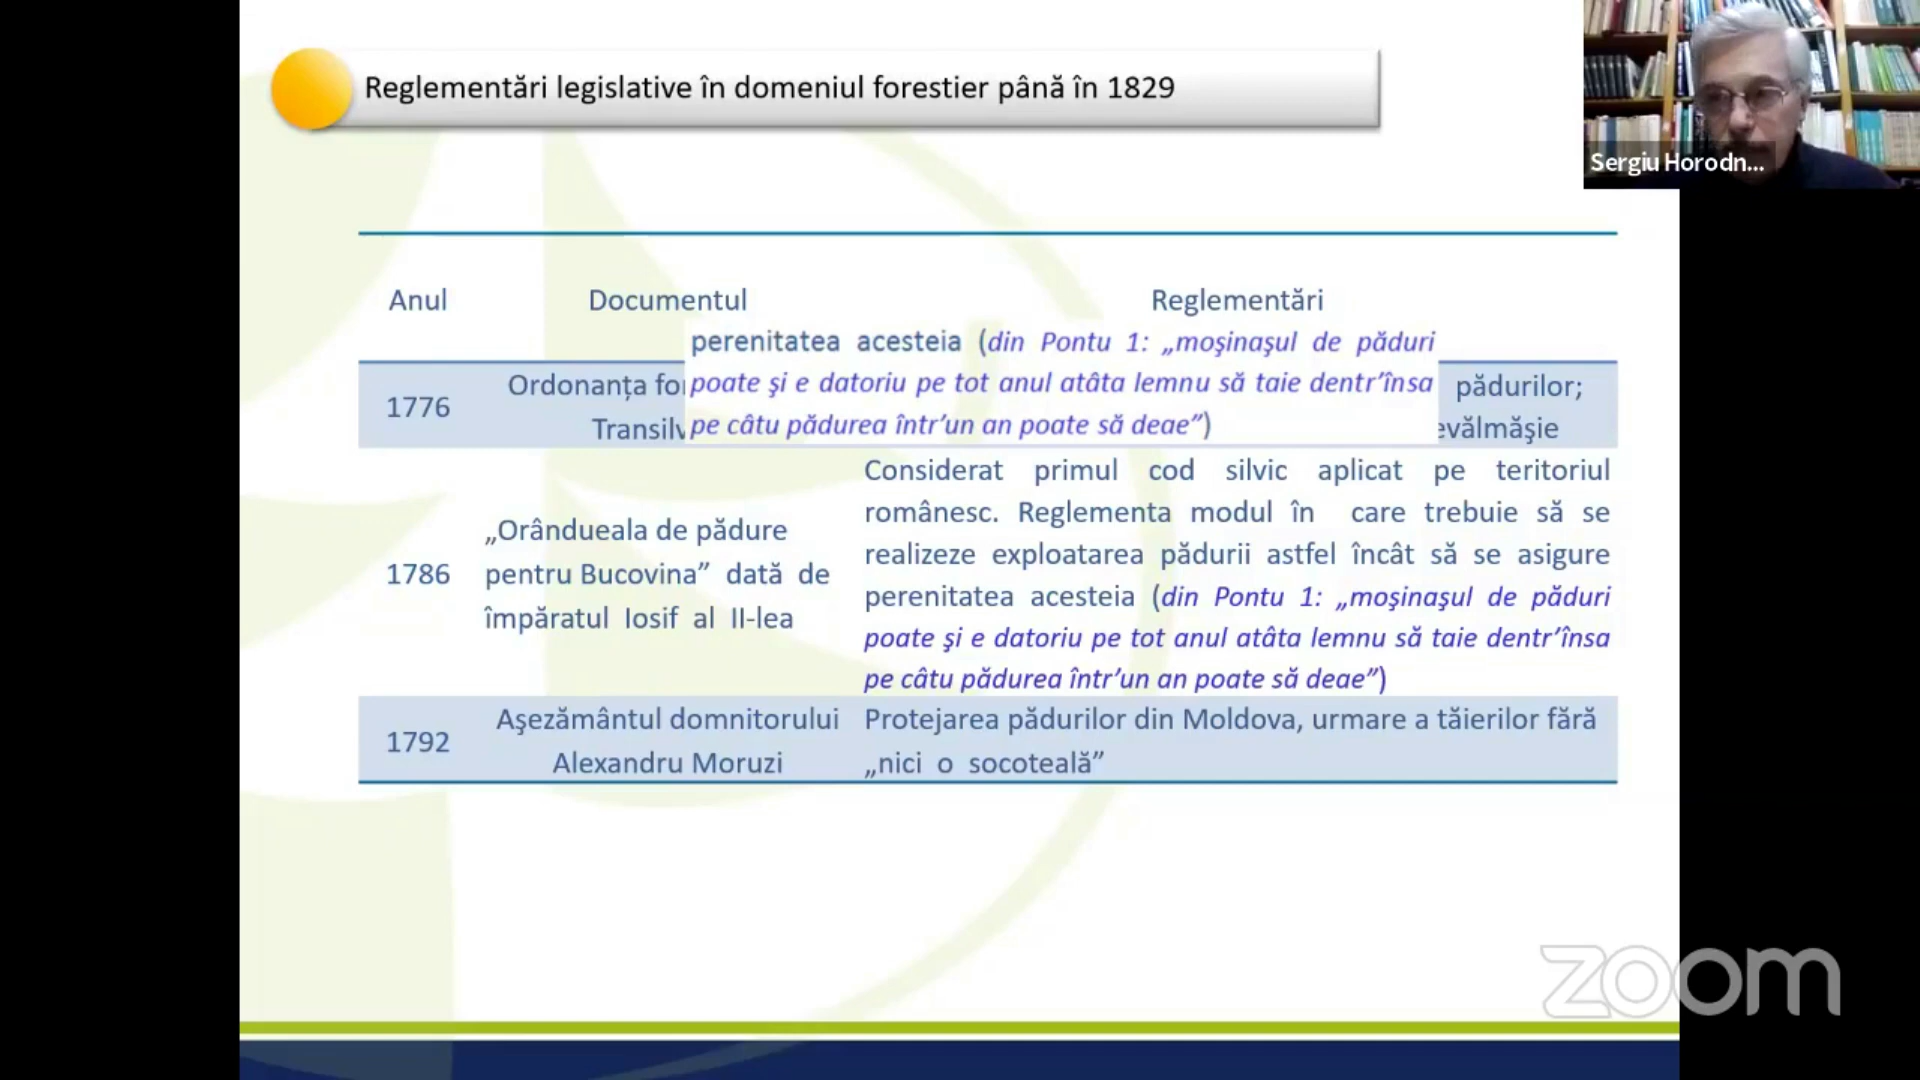 Reglementări legislative în domeniul forestier până în 1829
Sergiu Horodn...
Anul Documentul Reglementări
perenitatea acesteia (din Pontu 1: „moşinaşul de păduri
poate şi e datoriu pe tot anul atâta lemnu să taie dentr’însa
pe câtu pădurea într’un an poate să deae”)
1776
Ordonanța
pădurilor;
„Orândueala de pădure
pentru Bucovina” dată de
împăratul Iosif al II-lea
1786
Considerat primul cod silvic aplicat pe teritoriul
românesc. Reglementa modul în care trebuie să se
realizeze exploatarea pădurii astfel încât să se asigure
perenitatea acesteia (din Pontu 1: „moşinaşul de păduri
poate şi e datoriu pe tot anul atâta lemnu să taie dentr’însa
pe câtu pădurea într’un an poate să deae”)
1792
Aşezământul domnitorului
Alexandru Moruzi
Protejarea pădurilor din Moldova, urmare a tăierilor fără
„nici o socoteală”
zoom